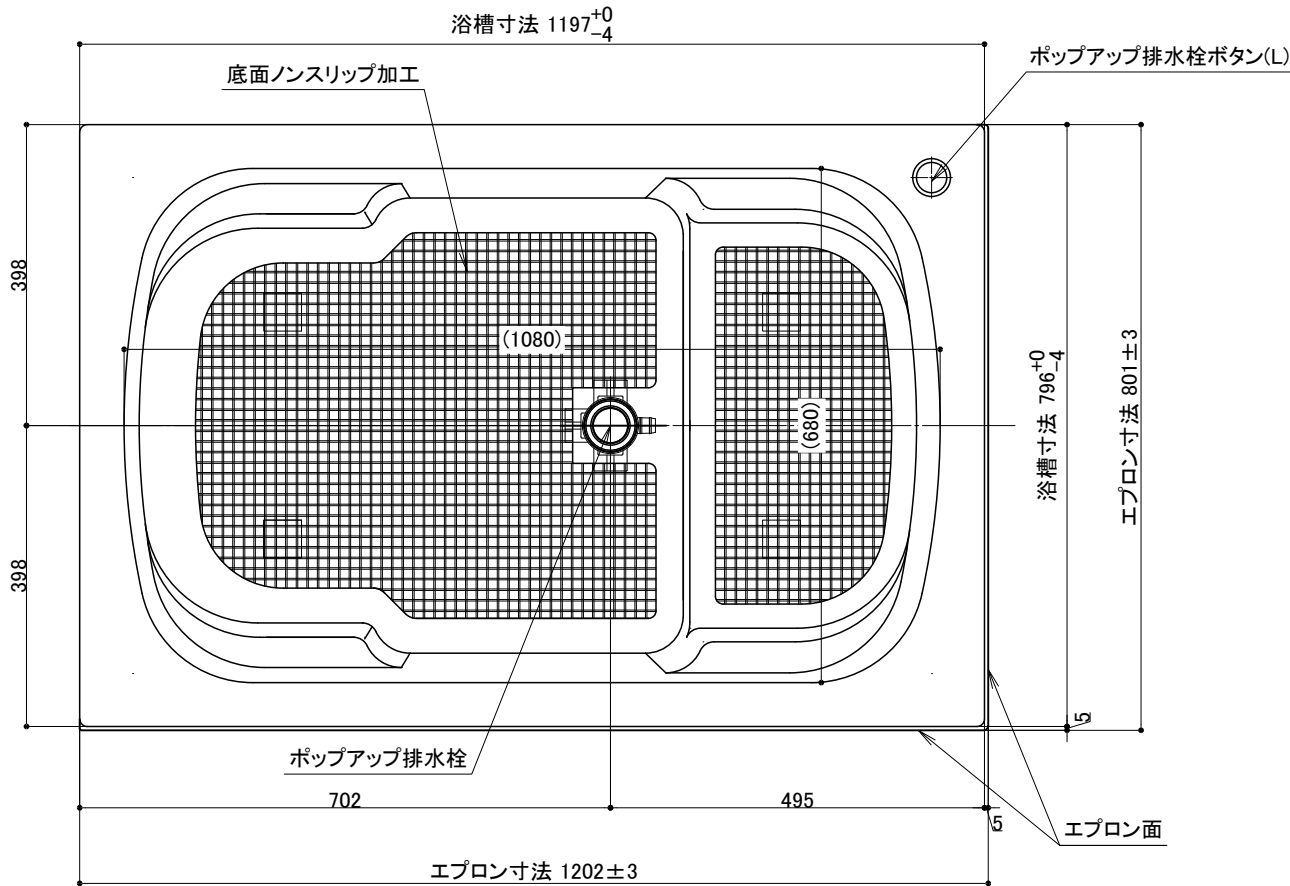 浴槽寸法 1197 +0 -4
ポップアップ排水栓ボタン(L)
底面ノンスリップ加工
398
(1080)
(680)
浴槽寸法 796 +0 -4
エプロン寸法 801±3
398
5
ポップアップ排水栓
702
495
5
エプロン面
エプロン寸法 1202±3